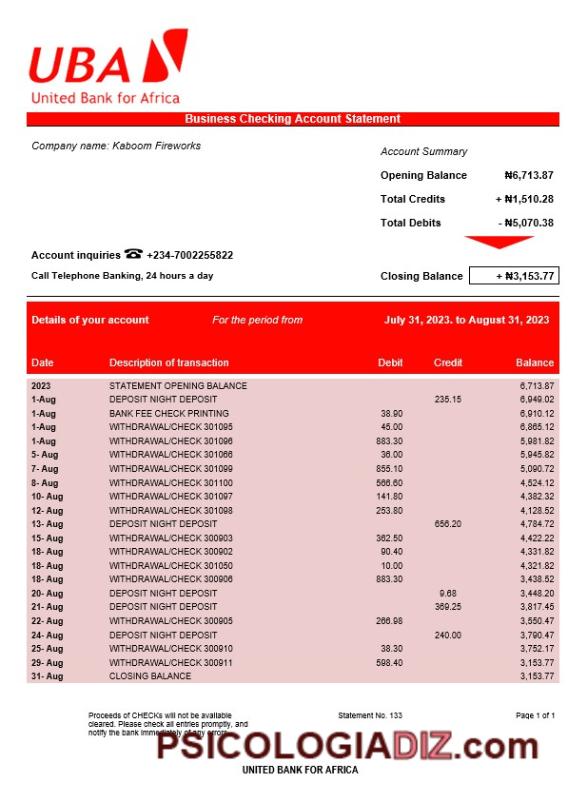 UBA
United Bank for Africa
Business Checking Account Statement
Company name: Kaboom Fireworks
Account Summary
Opening Balance ₦6,713.87
Total Credits + ₦1,510.28
Total Debits - ₦5,070.38
Account inquiries ☎ +234-7002255822
Call Telephone Banking, 24 hours a day
Closing Balance + ₦3,153.77
Details of your account For the period from July 31, 2023. to August 31, 2023
Date Description of transaction Debit Credit Balance
2023 STATEMENT OPENING BALANCE 6,713.87
1-Aug DEPOSIT NIGHT DEPOSIT 235.15 6,949.02
1-Aug BANK FEE CHECK PRINTING 38.90 6,910.12
1-Aug WITHDRAWAL/CHECK 301095 45.00 6,865.12
1-Aug WITHDRAWAL/CHECK 301096 883.30 5,981.82
5- Aug WITHDRAWAL/CHECK 301066 36.00 5,945.82
7- Aug WITHDRAWAL/CHECK 301099 855.10 5,090.72
8- Aug WITHDRAWAL/CHECK 301100 566.60 4,524.12
10- Aug WITHDRAWAL/CHECK 301097 141.80 4,382.32
12- Aug WITHDRAWAL/CHECK 301098 253.80 4,128.52
13- Aug DEPOSIT NIGHT DEPOSIT 656.20 4,784.72
15- Aug WITHDRAWAL/CHECK 300903 362.50 4,422.22
18- Aug WITHDRAWAL/CHECK 300902 90.40 4,331.82
18- Aug WITHDRAWAL/CHECK 301050 10.00 4,321.82
18- Aug WITHDRAWAL/CHECK 300906 883.30 3,438.52
20- Aug DEPOSIT NIGHT DEPOSIT 9.68 3,448.20
21- Aug DEPOSIT NIGHT DEPOSIT 369.25 3,817.45
22- Aug WITHDRAWAL/CHECK 300905 266.98 3,550.47
24- Aug DEPOSIT NIGHT DEPOSIT 240.00 3,790.47
25- Aug WITHDRAWAL/CHECK 300910 38.30 3,752.17
29- Aug WITHDRAWAL/CHECK 300911 598.40 3,153.77
31- Aug CLOSING BALANCE 3,153.77
Proceeds of CHECKs will not be available Statement No. 133 Page 1 of 1
cleared. Please check all entries promptly, and
notify the bank immediately of any errors.
PSICOLOGIADIZ.com
UNITED BANK FOR AFRICA